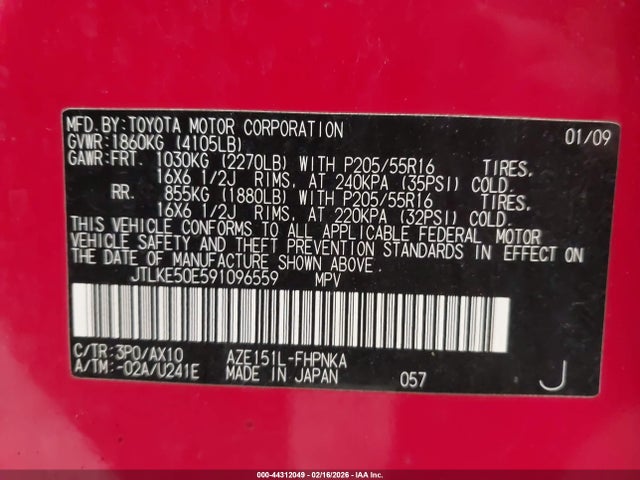 MFD.BY:TOYOTA MOTOR CORPORATION 01/09
GVWR:1860KG (4105LB)
GAWR:FRT. 1030KG (2270LB) WITH P205/55R16 TIRES,
16X6 1/2J RIMS, AT 240KPA (35PSI) COLD.
RR. 855KG (1880LB) WITH P205/55R16 TIRES,
16X6 1/2J RIMS, AT 220KPA (32PSI) COLD.
THIS VEHICLE CONFORMS TO ALL APPLICABLE FEDERAL MOTOR
VEHICLE SAFETY AND THEFT PREVENTION STANDARDS IN EFFECT ON
THE DATE OF MANUFACTURE SHOWN ABOVE.
JTLKE50E591096559 MPV
C/TR:3P0/AX10 AZE151L-FHPNKA
A/TM:-02A/U241E MADE IN JAPAN 057 J
000-44312049 - 02/16/2026 - IAA Inc.